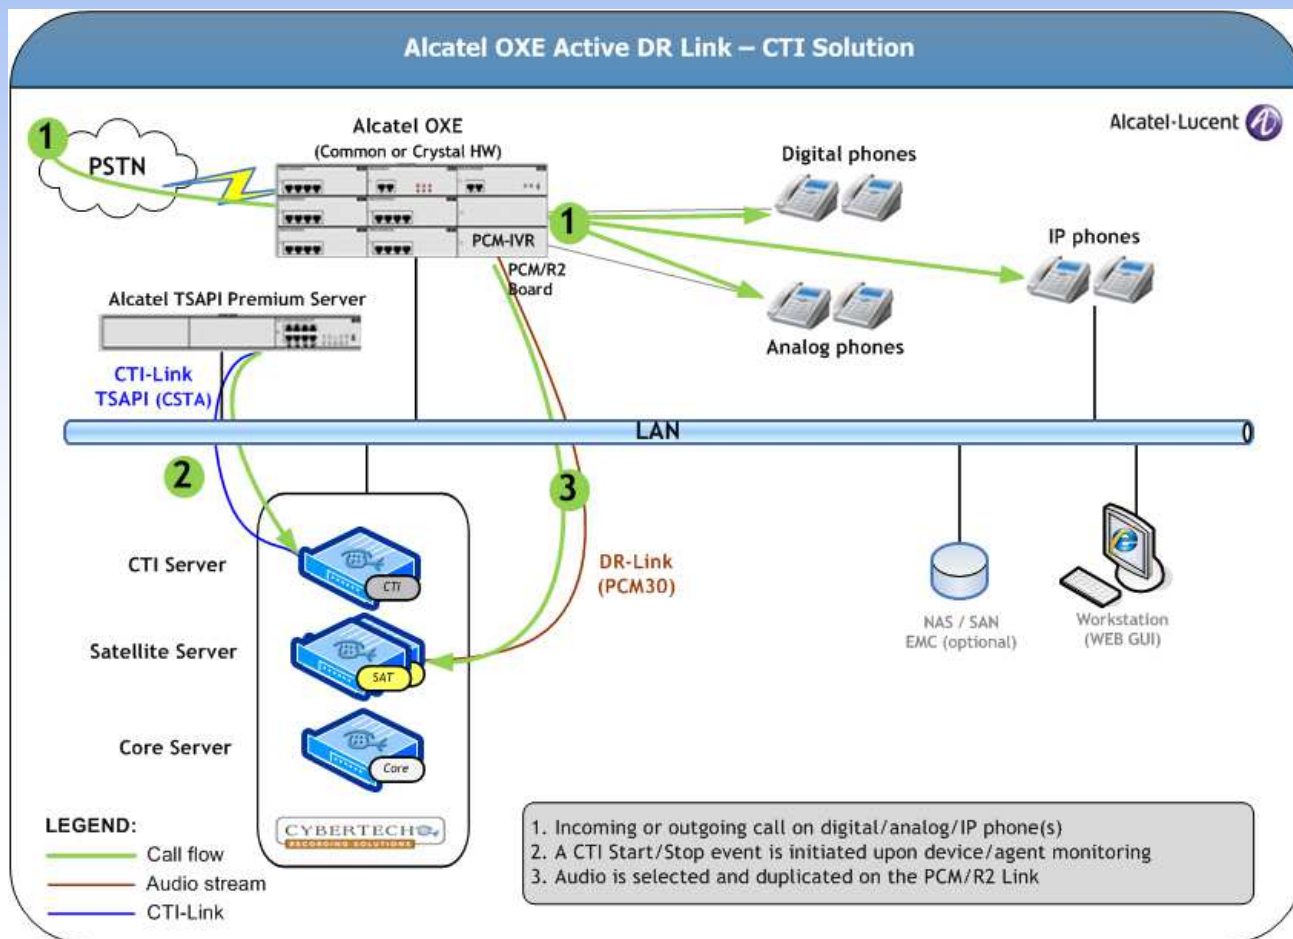 Alcatel OXE Active DR Link – CTI Solution
Alcatel·Lucent
1
PSTN
Alcatel OXE
(Common or Crystal HW)
PCM-IVR
PCM/R2
Board
1
Digital phones
IP phones
Analog phones
Alcatel TSAPI Premium Server
CTI-Link
TSAPI (CSTA)
LAN
2
3
CTI Server
CTI
DR-Link
(PCM30)
Satellite Server
SAT
Core Server
Core
NAS / SAN
EMC (optional)
Workstation
(WEB GUI)
CYBERTECH
RECORDING SOLUTIONS
LEGEND:
Call flow
Audio stream
CTI-Link
1. Incoming or outgoing call on digital/analog/IP phone(s)
2. A CTI Start/Stop event is initiated upon device/agent monitoring
3. Audio is selected and duplicated on the PCM/R2 Link